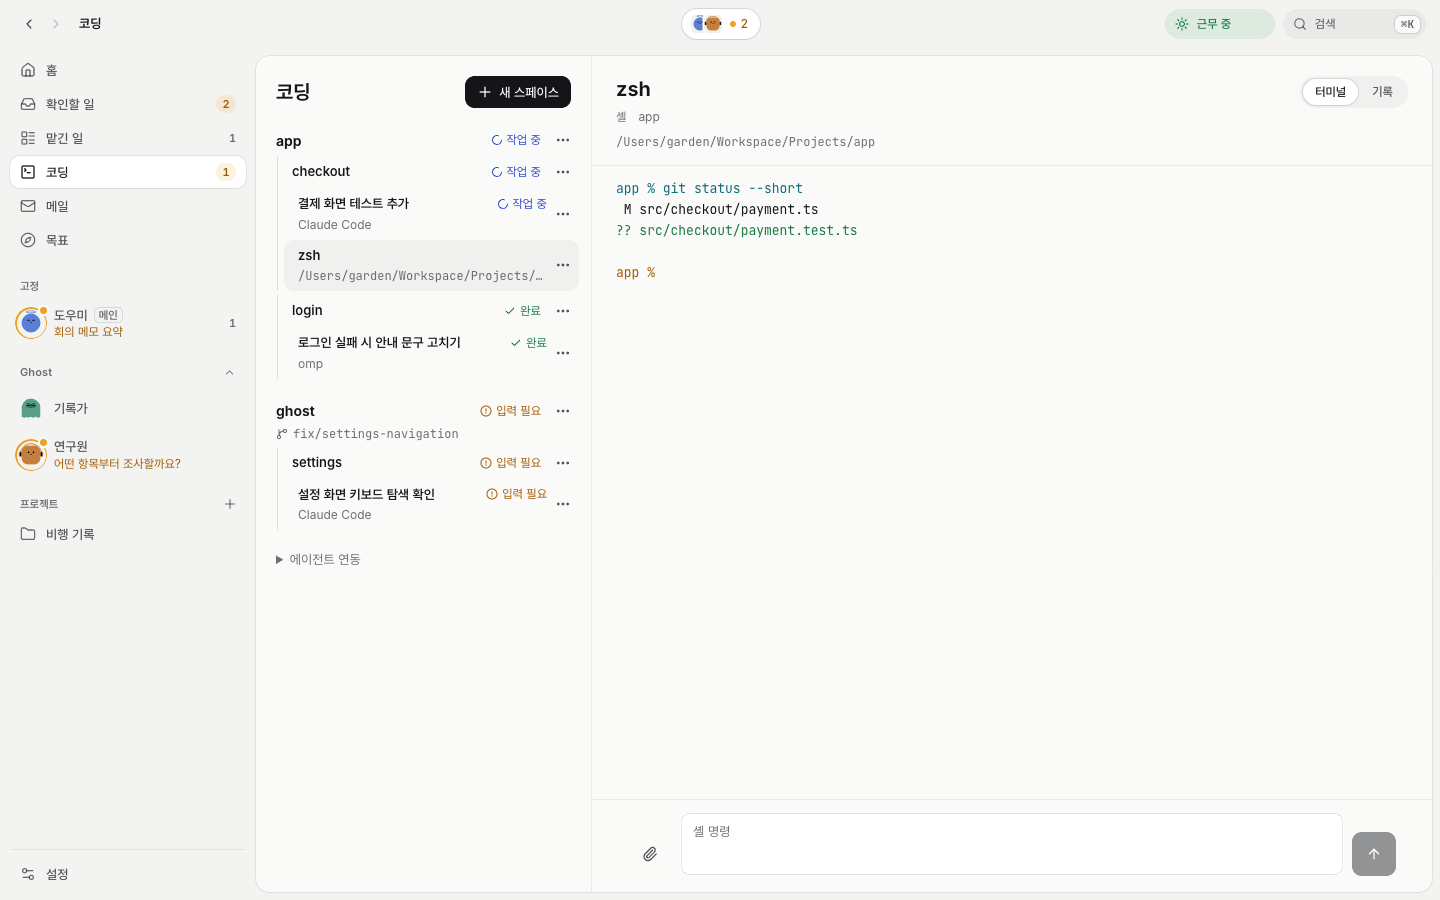 코딩
2
근무 중
검색
⌘K
홈
확인할 일
2
맡긴 일
1
코딩
1
메일
목표
고정
도우미
메인
회의 메모 요약
1
Ghost
기록가
연구원
어떤 항목부터 조사할까요?
프로젝트
비행 기록
설정
코딩
새 스페이스
app
작업 중
checkout
작업 중
결제 화면 테스트 추가
작업 중
Claude Code
zsh
/Users/garden/Workspace/Projects/…
login
완료
로그인 실패 시 안내 문구 고치기
완료
omp
ghost
입력 필요
fix/settings-navigation
settings
입력 필요
설정 화면 키보드 탐색 확인
입력 필요
Claude Code
에이전트 연동
zsh
셸 app
/Users/garden/Workspace/Projects/app
터미널
기록
app % git status --short
 M src/checkout/payment.ts
?? src/checkout/payment.test.ts
app %
셸 명령